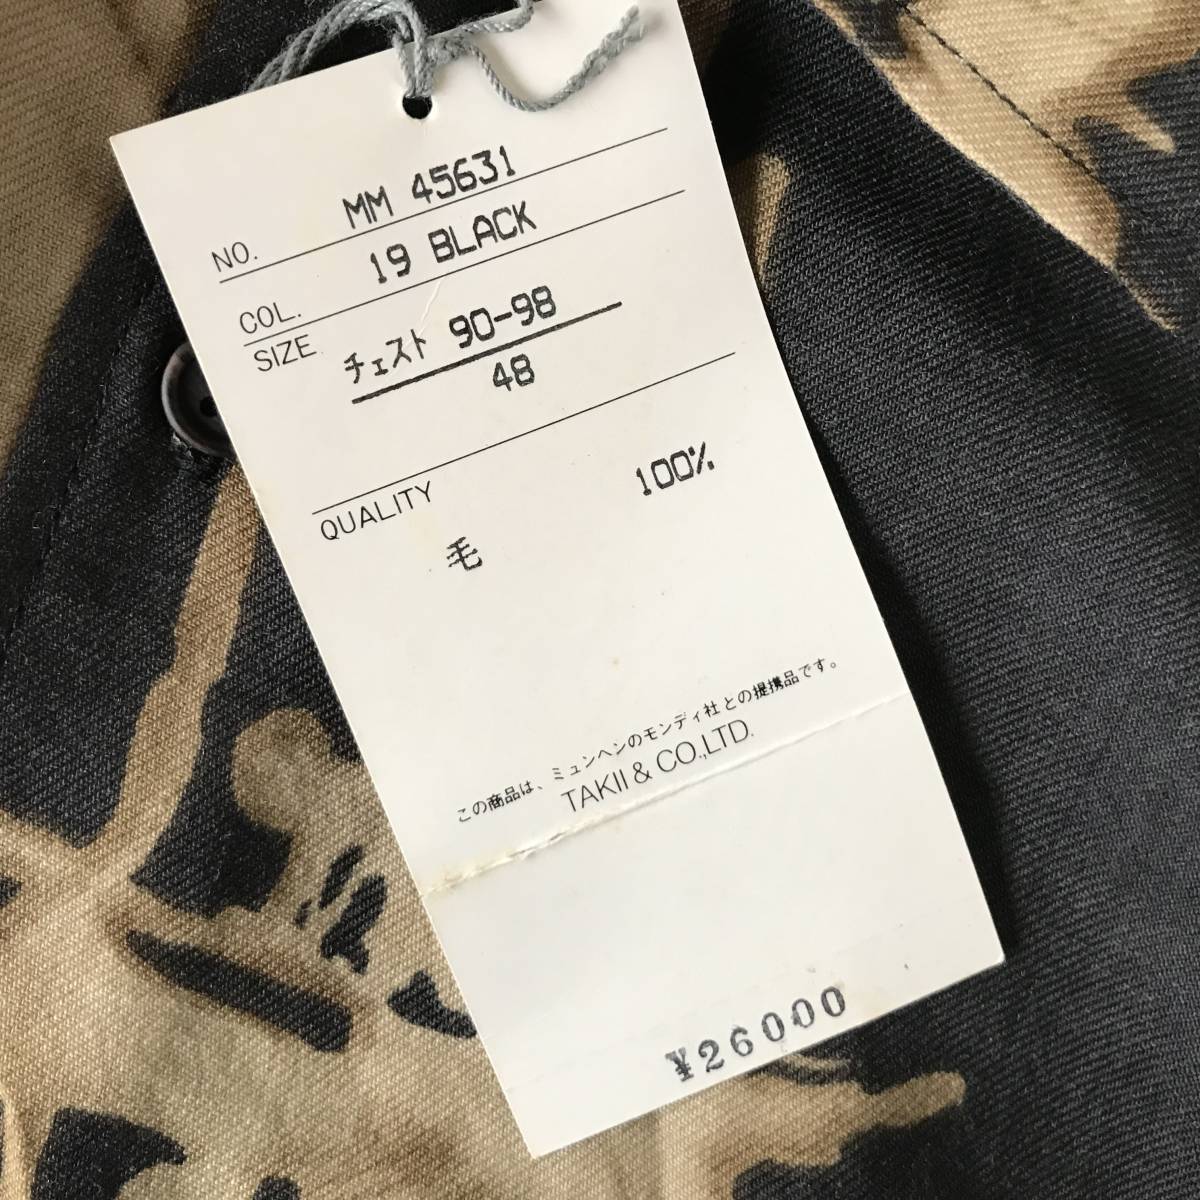 NO. MM 45631
COL. 19 BLACK
SIZE チェスト 90-98
48
QUALITY 100%
毛
この商品は、ミュンヘンのモンディ社との提携品です。
TAKII & CO.,LTD.
¥26000